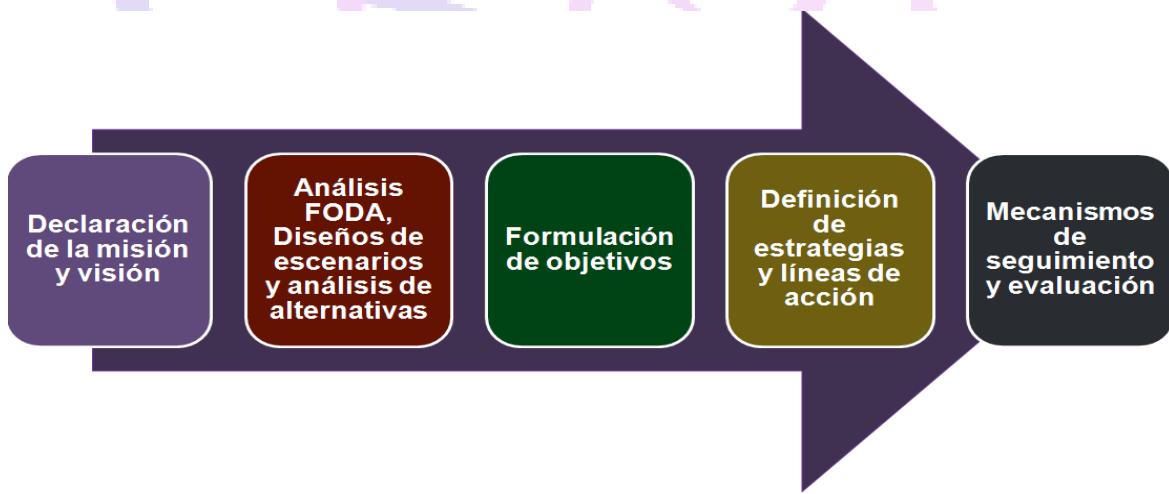 Declaración
de la misión
y visión
Análisis
FODA,
Diseños de
escenarios
y análisis de
alternativas
Formulación
de objetivos
Definición
de
estrategias
y líneas de
acción
Mecanismos
de
seguimiento
y evaluación